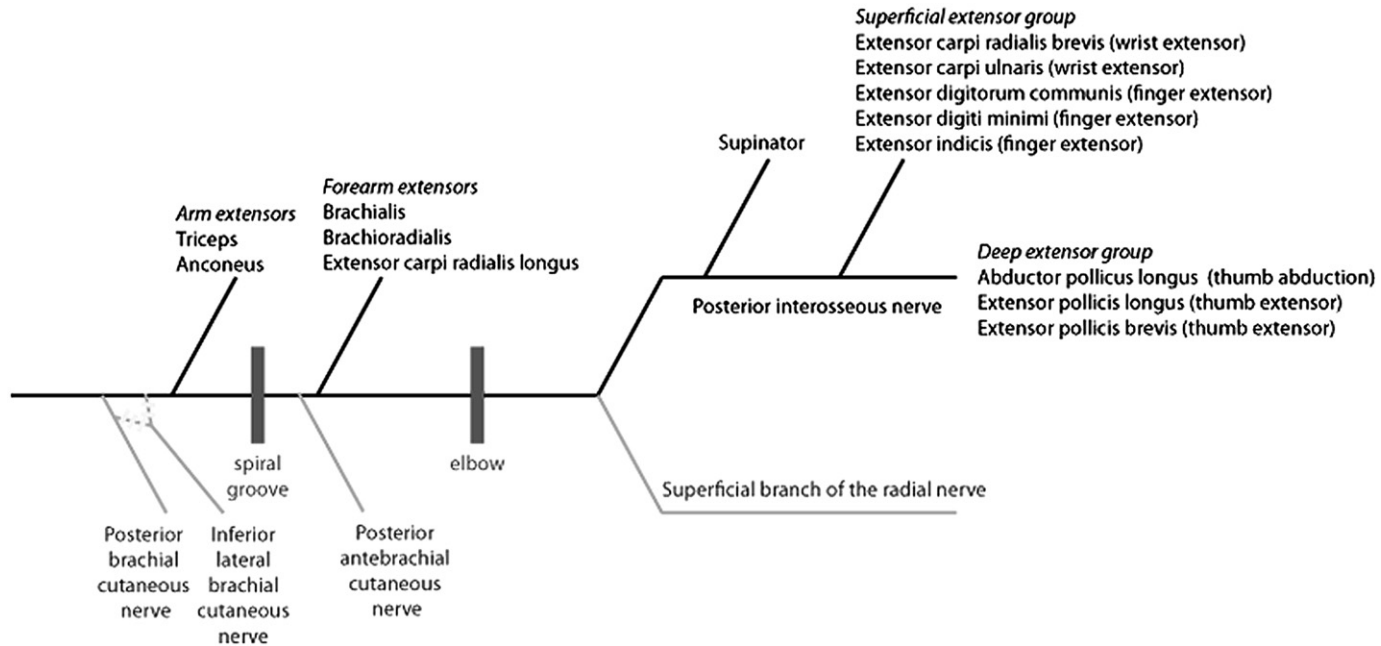 Superficial extensor group
Extensor carpi radialis brevis (wrist extensor)
Extensor carpi ulnaris (wrist extensor)
Extensor digitorum communis (finger extensor)
Extensor digiti minimi (finger extensor)
Extensor indicis (finger extensor)
Supinator
Forearm extensors
Brachialis
Brachioradialis
Extensor carpi radialis longus
Arm extensors
Triceps
Anconeus
Deep extensor group
Abductor pollicus longus (thumb abduction)
Extensor pollicis longus (thumb extensor)
Extensor pollicis brevis (thumb extensor)
Posterior interosseous nerve
spiral
groove
elbow
Superficial branch of the radial nerve
Posterior
brachial
cutaneous
nerve
Inferior
lateral
brachial
cutaneous
nerve
Posterior
antebrachial
cutaneous
nerve